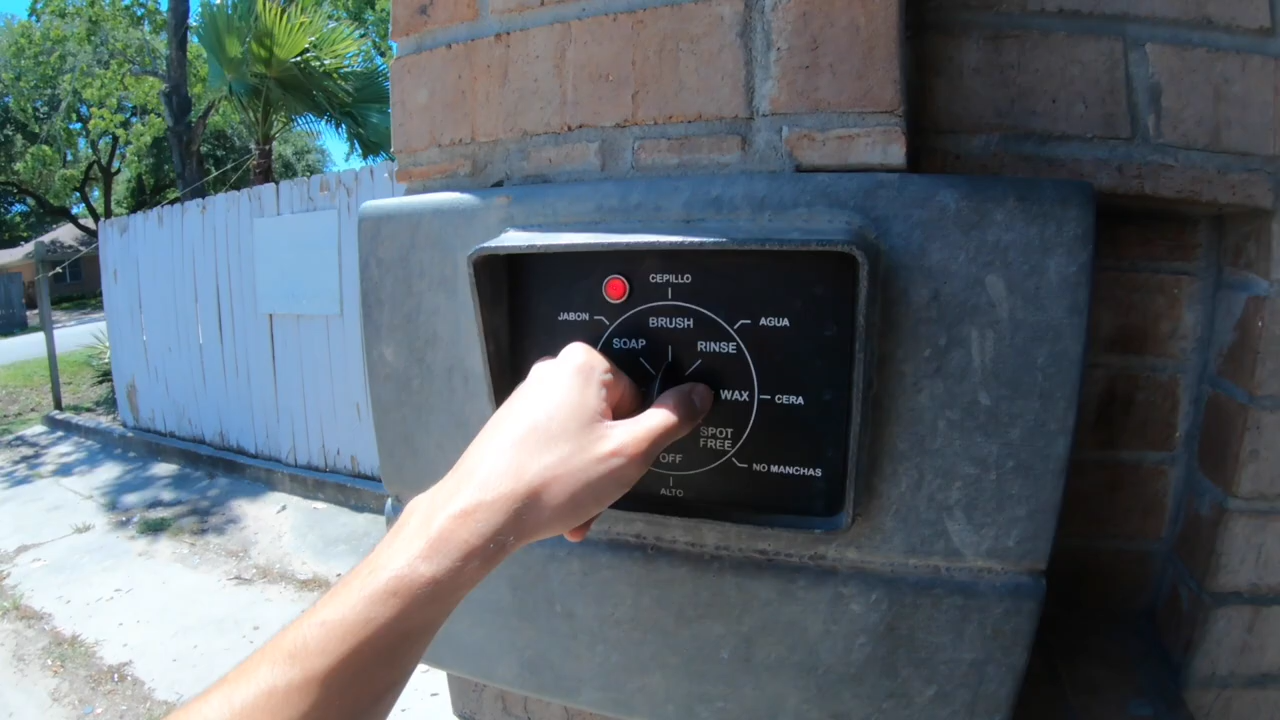 CEPILLO
JABON
BRUSH
AGUA
SOAP
RINSE
WAX
CERA
SPOT
FREE
OFF
NO MANCHAS
ALTO